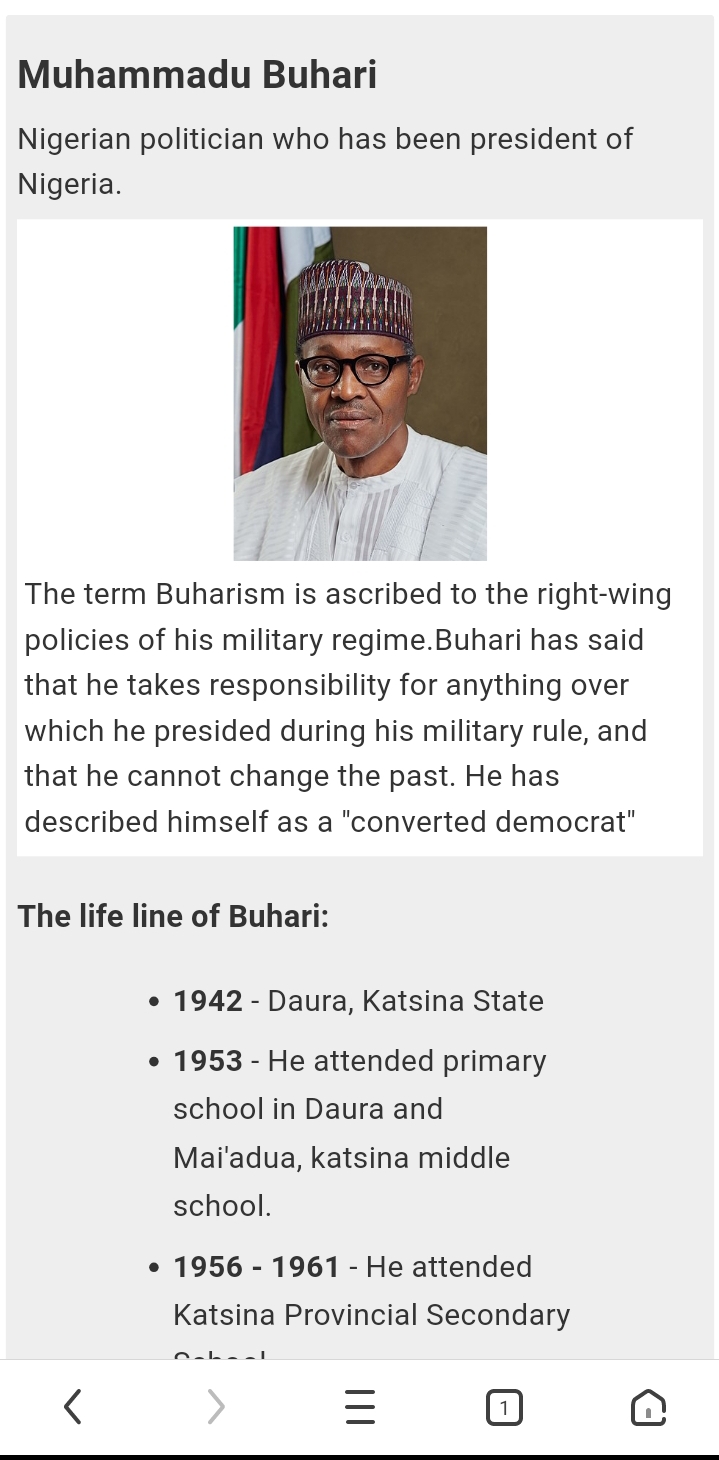 Muhammadu Buhari
Nigerian politician who has been president of
Nigeria.
The term Buharism is ascribed to the right-wing
policies of his military regime.Buhari has said
that he takes responsibility for anything over
which he presided during his military rule, and
that he cannot change the past. He has
described himself as a "converted democrat"
The life line of Buhari:
• 1942 - Daura, Katsina State
• 1953 - He attended primary
school in Daura and
Mai'adua, katsina middle
school.
• 1956 - 1961 - He attended
Katsina Provincial Secondary
School
1